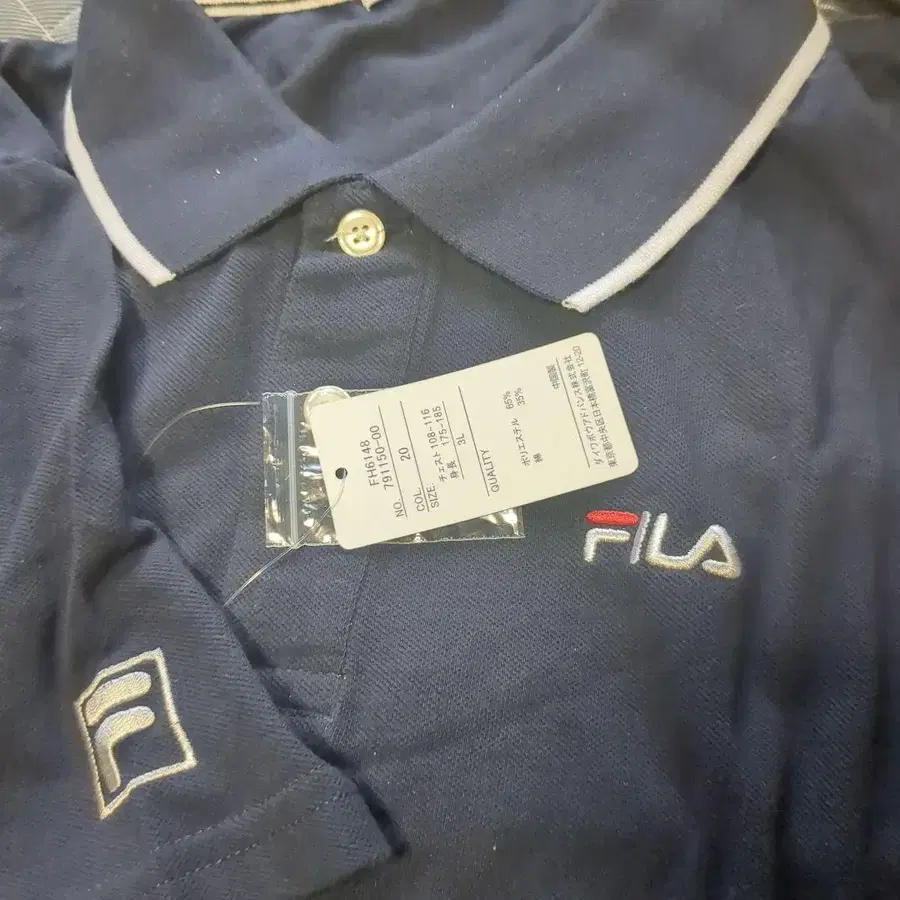 FH6148
791150-00
NO.
20
COL.
SIZE
チェスト 108-116
身長 175-185
3L
QUALITY
ポリエステル 65%
綿 35%
中国製
ダイワボウアドバンス株式会社
東京都中央区日本橋富沢町 12-20
FILA